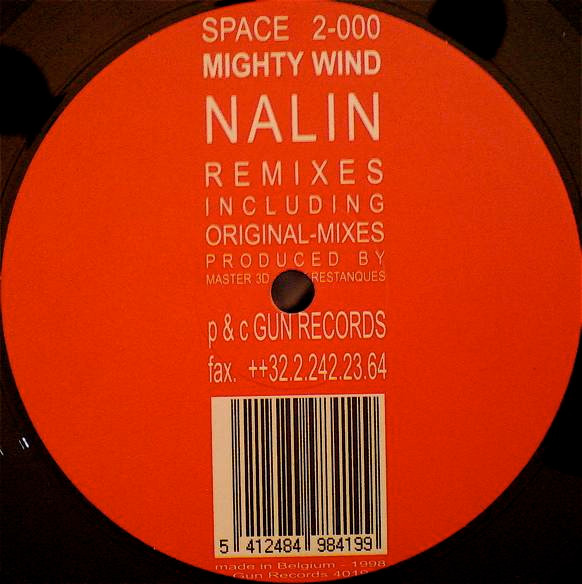 SPACE 2-000
MIGHTY WIND
NALIN
REMIXES
INCLUDING
ORIGINAL-MIXES
PRODUCED BY
MASTER 3D RESTANQUES
p & c GUN RECORDS
fax. ++32.2.242.23.64
5 412484 984199
made in Belgium - 1998
Gun Records